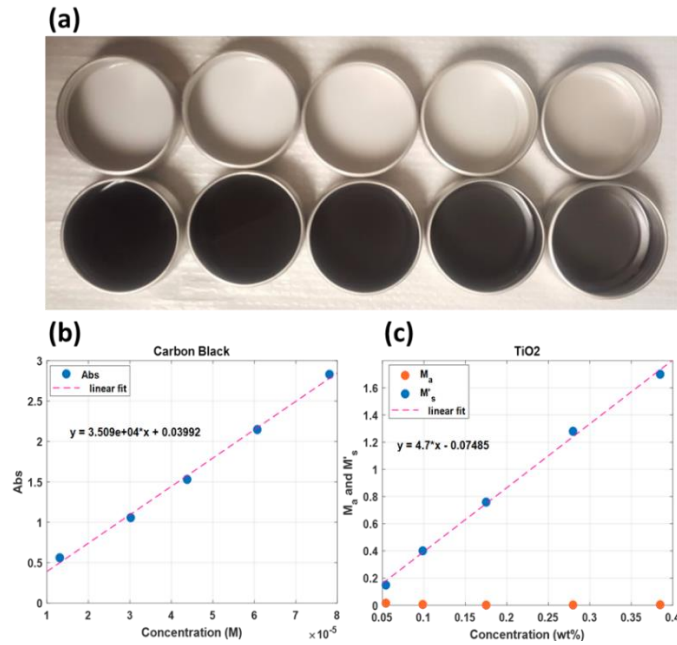 (a)
(b)
Carbon Black
Abs
linear fit
y = 3.509e+04*x + 0.03992
Abs
3
2.5
2
1.5
1
0.5
0
1
2
3
4
5
6
7
8
×10⁻⁵
Concentration (M)
(c)
TiO2
Mₐ
M'ₛ
linear fit
y = 4.7*x - 0.07485
Mₐ and M'ₛ
1.6
1.4
1.2
1
0.8
0.6
0.4
0.2
0
0.05
0.1
0.15
0.2
0.25
0.3
0.35
0.4
Concentration (wt%)